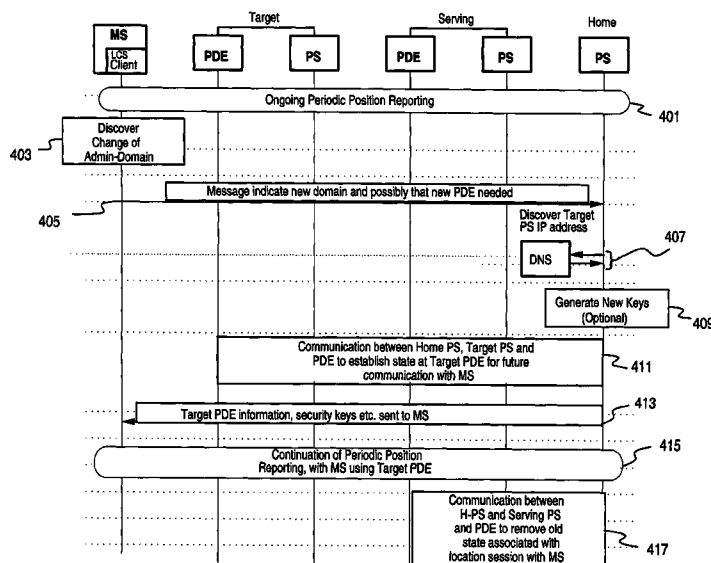 Target
Serving
Home
MS
LCS
Client
PDE
PS
PDE
PS
PS
Ongoing Periodic Position Reporting
401
403
Discover
Change of
Admin-Domain
Message indicate new domain and possibly that new PDE needed
405
Discover Target
PS IP address
407
DNS
Generate New Keys
(Optional)
409
Communication between Home PS, Target PS and
PDE to establish state at Target PDE for future
communication with MS
411
413
Target PDE information, security keys etc. sent to MS
415
Continuation of Periodic Position
Reporting, with MS using Target PDE
Communication between
H-PS and Serving PS
and PDE to remove old
state associated with
location session with MS
417